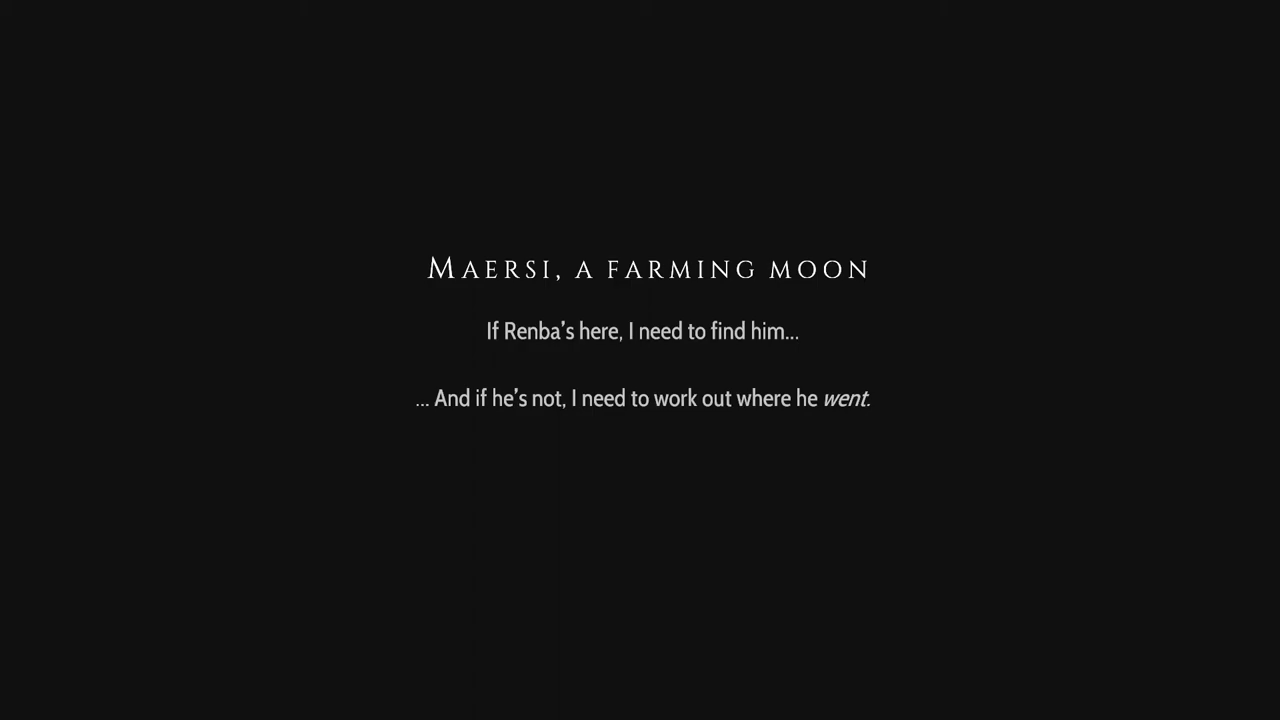 Maersi, a farming moon
If Renba's here, I need to find him...
... And if he's not, I need to work out where he went.